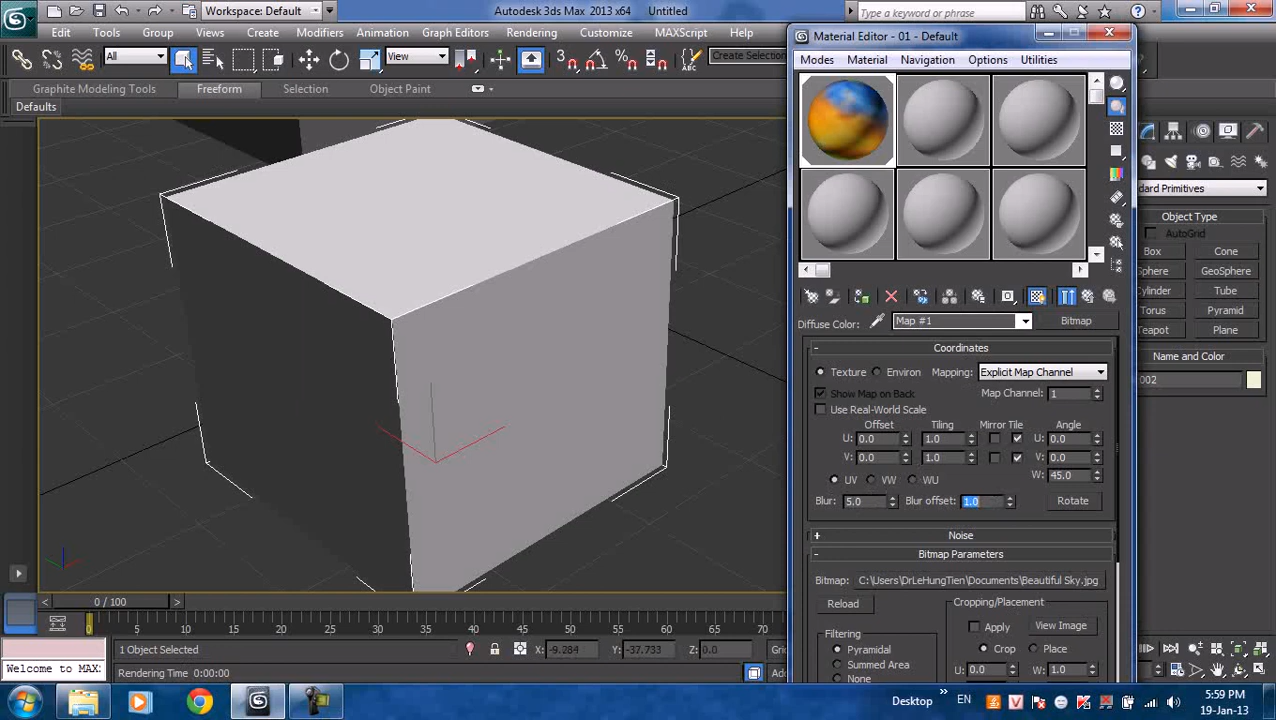 Workspace: Default
Autodesk 3ds Max 2013 x64 Untitled
Type a keyword or phrase
Edit Tools Group Views Create Modifiers Animation Graph Editors Rendering Customize MAXScript Help
All
View
Create Selection
Graphite Modeling Tools Freeform Selection Object Paint
Defaults
Material Editor - 01 - Default
Modes Material Navigation Options Utilities
Diffuse Color: Map #1 Bitmap
- Coordinates
Texture Environ Mapping: Explicit Map Channel
Show Map on Back Map Channel: 1
Use Real-World Scale
Offset Tiling Mirror Tile Angle
U: 0.0 1.0 U: 0.0
V: 0.0 1.0 V: 0.0
W: 45.0
UV VW WU
Blur: 5.0 Blur offset: 1.0 Rotate
+ Noise
- Bitmap Parameters
Bitmap: C:\Users\DrLeHungTien\Documents\Beautiful Sky.jpg
Reload
Cropping/Placement
Apply View Image
Filtering
Pyramidal
Crop Place
Summed Area
U: 0.0 W: 1.0
None
dard Primitives
Object Type
AutoGrid
Box Cone
Sphere GeoSphere
Cylinder Tube
Torus Pyramid
Teapot Plane
Name and Color
002
0 / 100
0 5 10 15 20 25 30 35 40 45 50 55 60 65 70
1 Object Selected X: -9.284 Y: -37.733 Z: 0.0 Grid
Welcome to MAX
Rendering Time 0:00:00
Desktop EN
5:59 PM
19-Jan-13